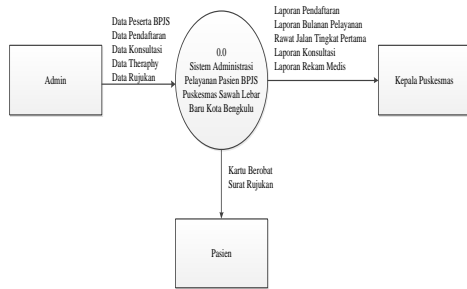 Data Peserta BPJS
Data Pendaftaran
Data Konsultasi
Data Theraphy
Data Rujukan
Laporan Pendaftaran
Laporan Bulanan Pelayanan
Rawat Jalan Tingkat Pertama
Laporan Konsultasi
Laporan Rekam Medis
Admin
0.0
Sistem Administrasi
Pelayanan Pasien BPJS
Puskesmas Sawah Lebar
Baru Kota Bengkulu
Kepala Puskesmas
Kartu Berobat
Surat Rujukan
Pasien